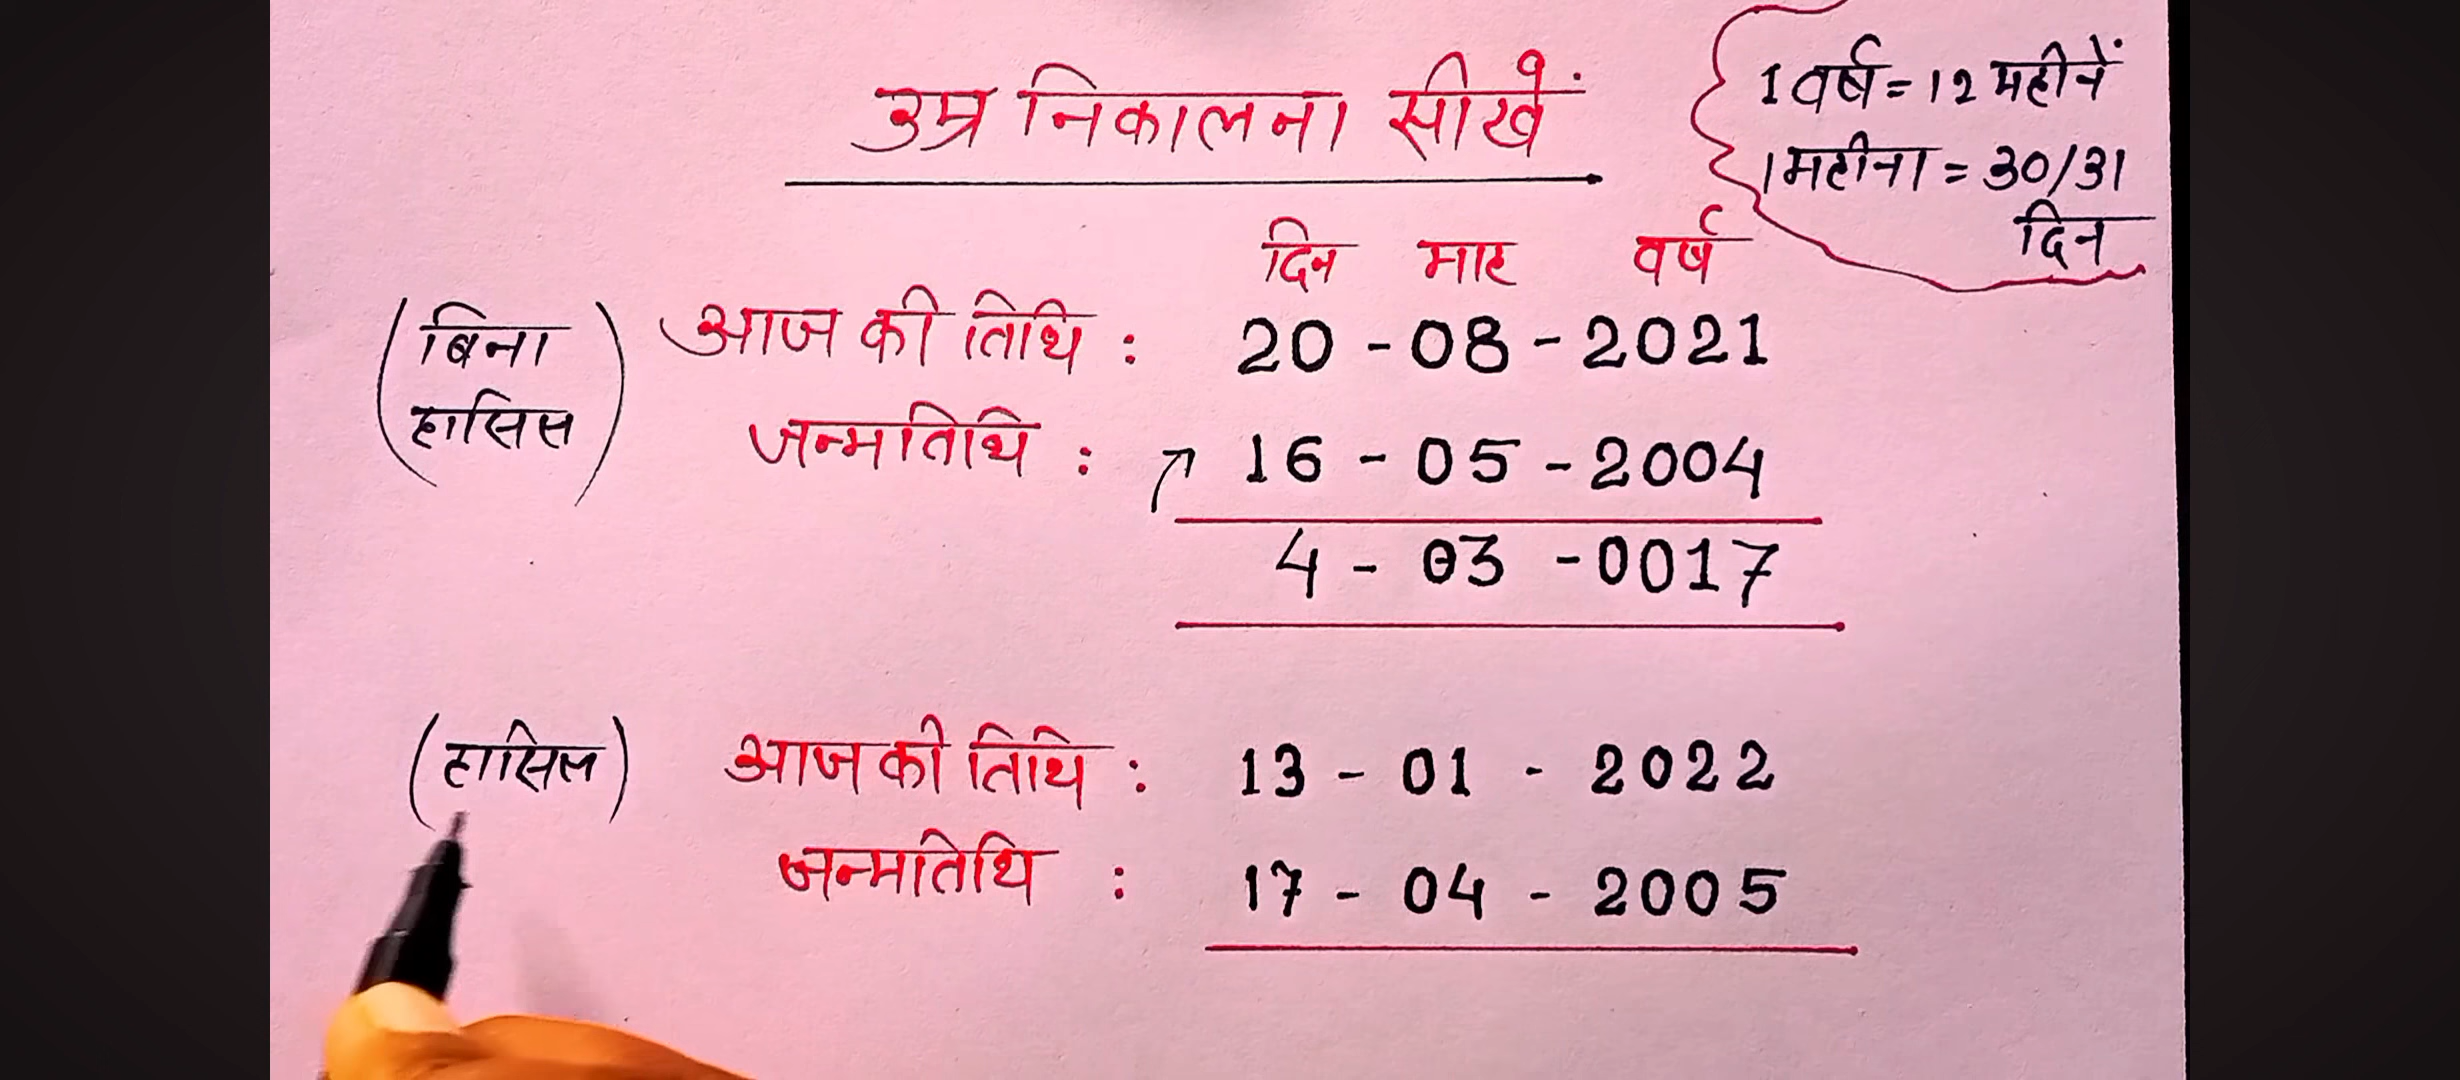 उम्र निकालना सीखें
1 वर्ष = 12 महीनें
1 महीना = 30/31
दिन
दिन माह वर्ष
(बिना हासिल) आज की तिथि : 20 - 08 - 2021
जन्मतिथि : 16 - 05 - 2004
4 - 03 - 0017
(हासिल) आज की तिथि : 13 - 01 - 2022
जन्मतिथि : 17 - 04 - 2005